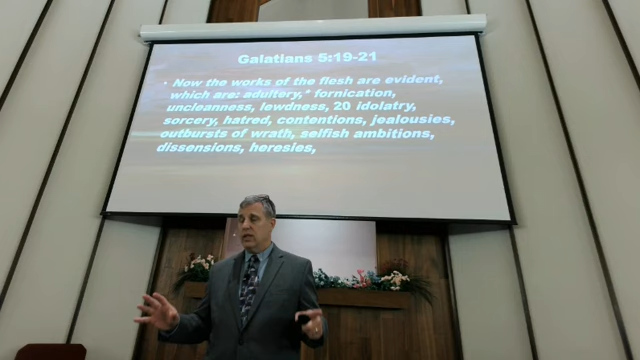 Galatians 5:19-21
• Now the works of the flesh are evident,
which are: adultery,* fornication,
uncleanness, lewdness, 20 idolatry,
sorcery, hatred, contentions, jealousies,
outbursts of wrath, selfish ambitions,
dissensions, heresies,